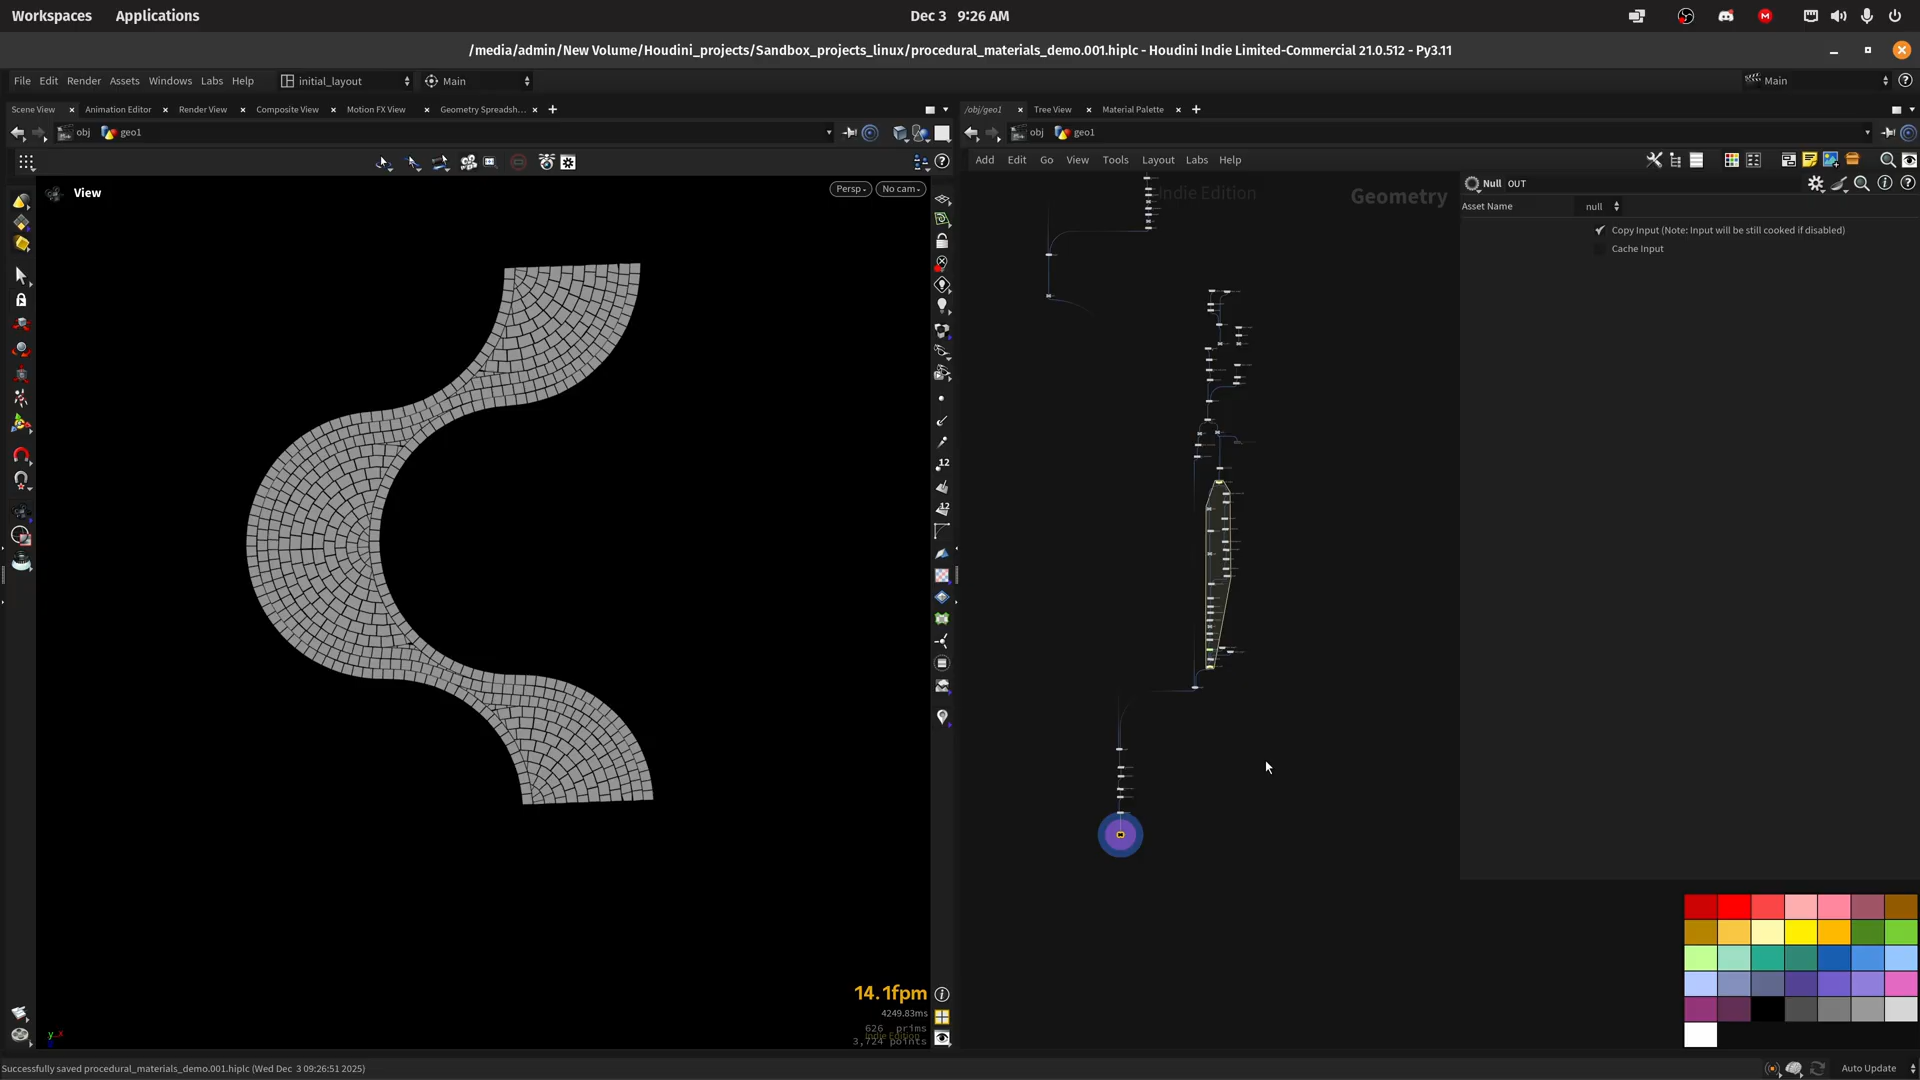 Workspaces Applications Dec 3 9:26 AM
/media/admin/New Volume/Houdini_projects/Sandbox_projects_linux/procedural_materials_demo.001.hiplc - Houdini Indie Limited-Commercial 21.0.512 - Py3.11
File Edit Render Assets Windows Labs Help initial_layout Main Main
Scene View Animation Editor Render View Composite View Motion FX View Geometry Spreadsh...
/obj/geo1 Tree View Material Palette
obj geo1
obj geo1
Add Edit Go View Tools Layout Labs Help
View Persp No cam
Indie Edition Geometry
Null OUT
Asset Name null
Copy Input (Note: Input will be still cooked if disabled)
Cache Input
12
12
14.1fpm
4249.83ms
626 prims
Indie Edition
3,724 points
y x
Successfully saved procedural_materials_demo.001.hiplc (Wed Dec 3 09:26:51 2025)
Auto Update